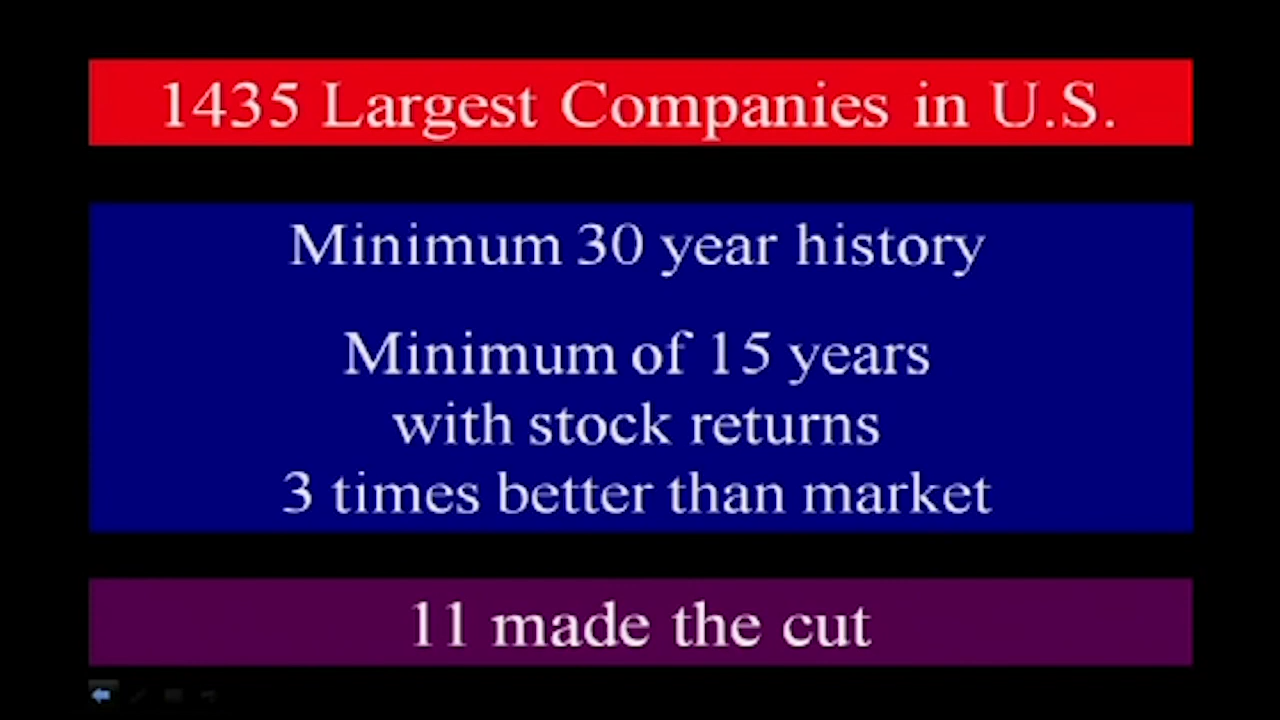 1435 Largest Companies in U.S.
Minimum 30 year history
Minimum of 15 years
with stock returns
3 times better than market
11 made the cut